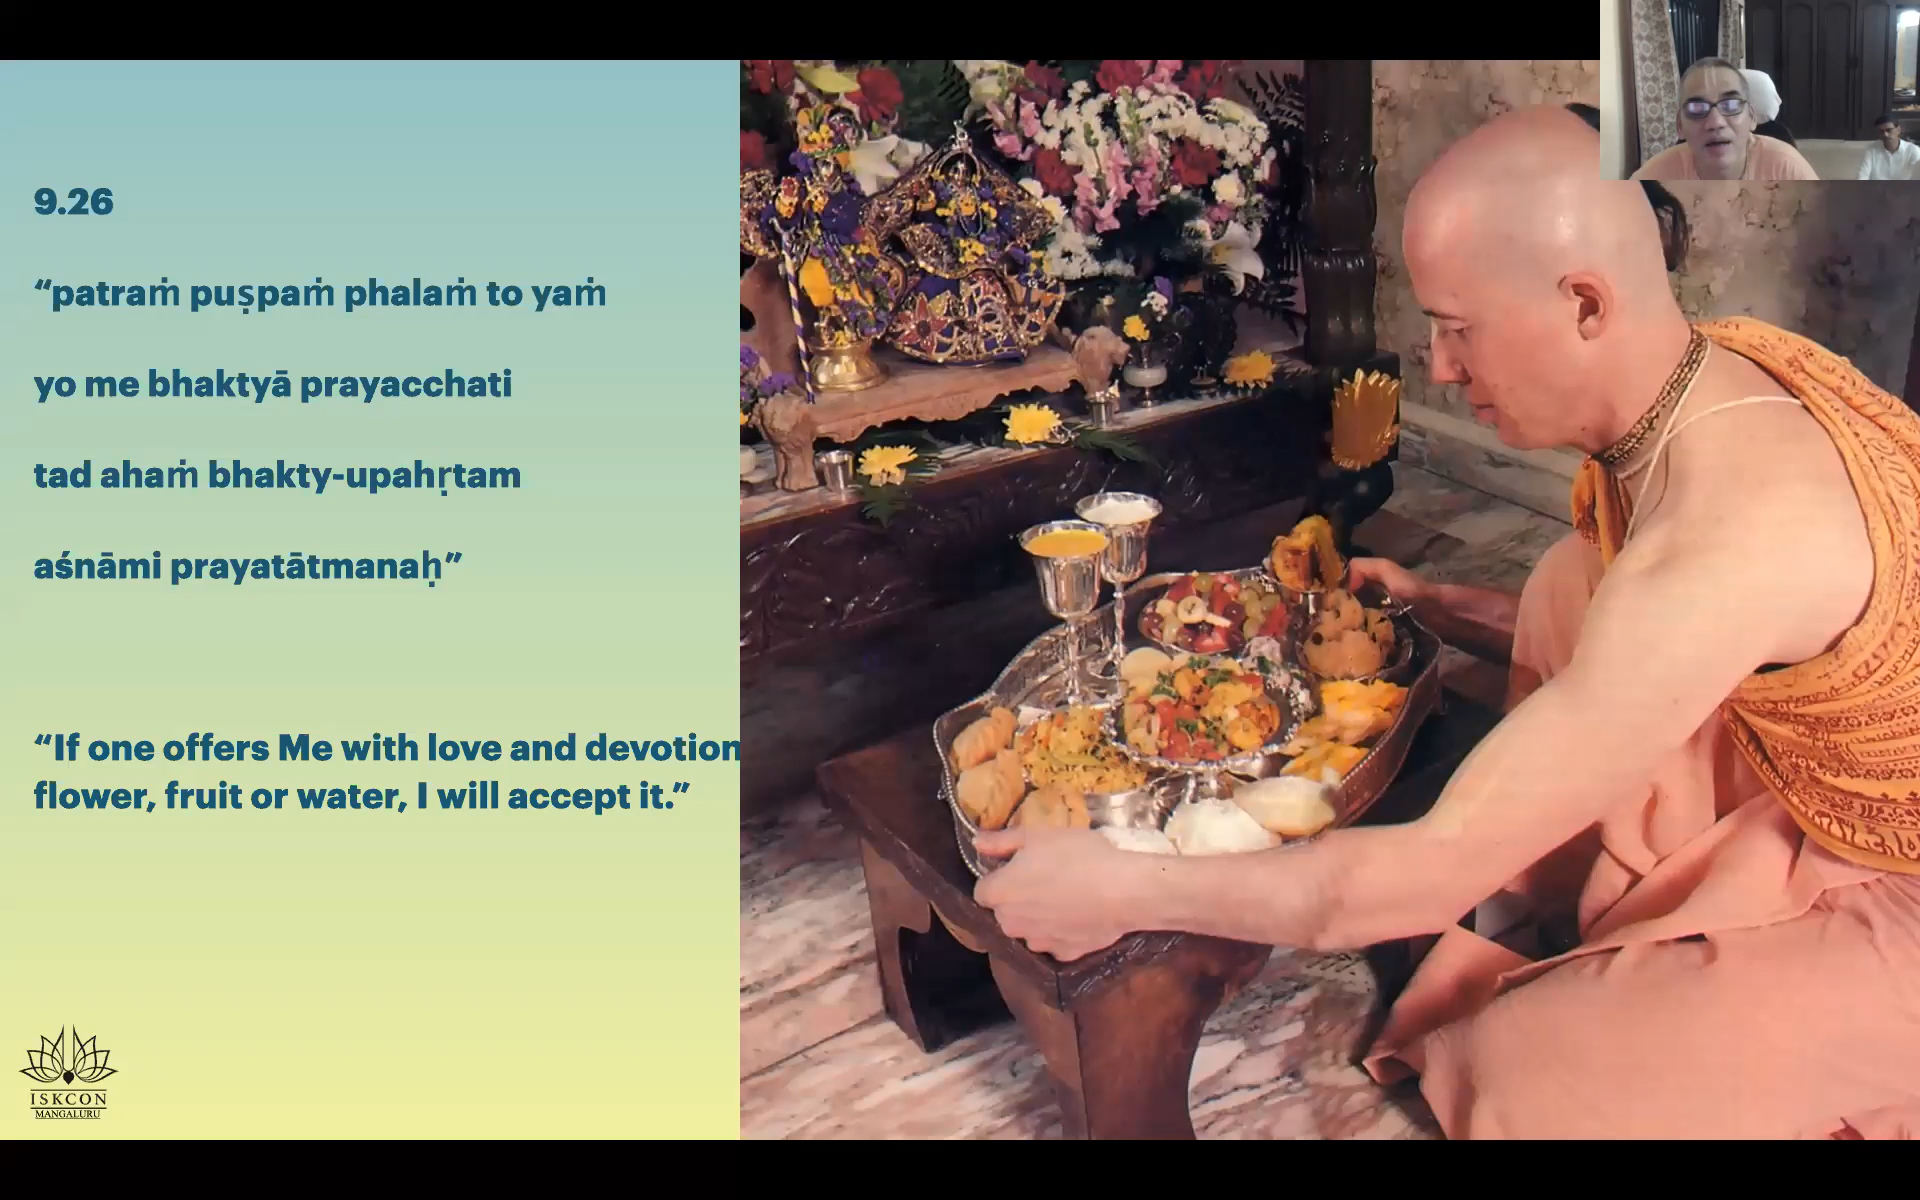 9.26
“patraṁ puṣpaṁ phalaṁ to yaṁ
yo me bhaktyā prayacchati
tad ahaṁ bhakty-upahṛtam
aśnāmi prayatātmanaḥ”
“If one offers Me with love and devotion
flower, fruit or water, I will accept it.”
ISKCON
MANGALURU